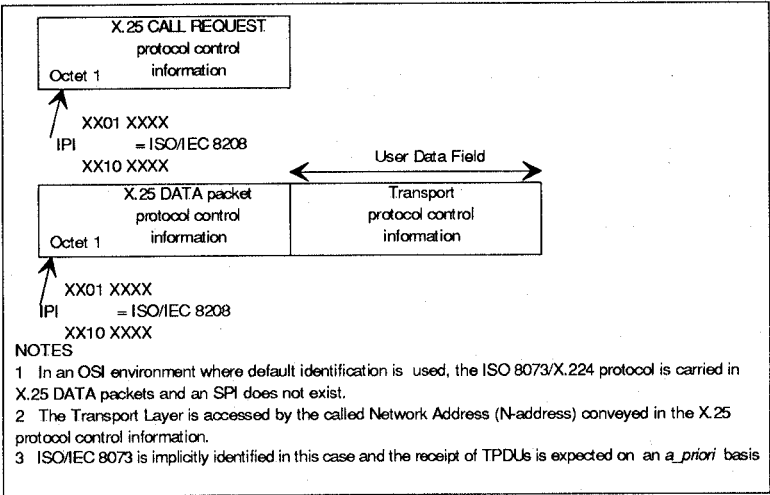 X.25 CALL REQUEST
protocol control
information
Octet 1
XX01 XXXX
IPI = ISO/IEC 8208
XX10 XXXX
User Data Field
X.25 DATA packet
protocol control
information
Octet 1
Transport
protocol control
information
XX01 XXXX
IPI = ISO/IEC 8208
XX10 XXXX
NOTES
1 In an OSI environment where default identification is used, the ISO 8073/X.224 protocol is carried in
X.25 DATA packets and an SPI does not exist.
2 The Transport Layer is accessed by the called Network Address (N-address) conveyed in the X.25
protocol control information.
3 ISO/IEC 8073 is implicitly identified in this case and the receipt of TPDUs is expected on an a_priori basis